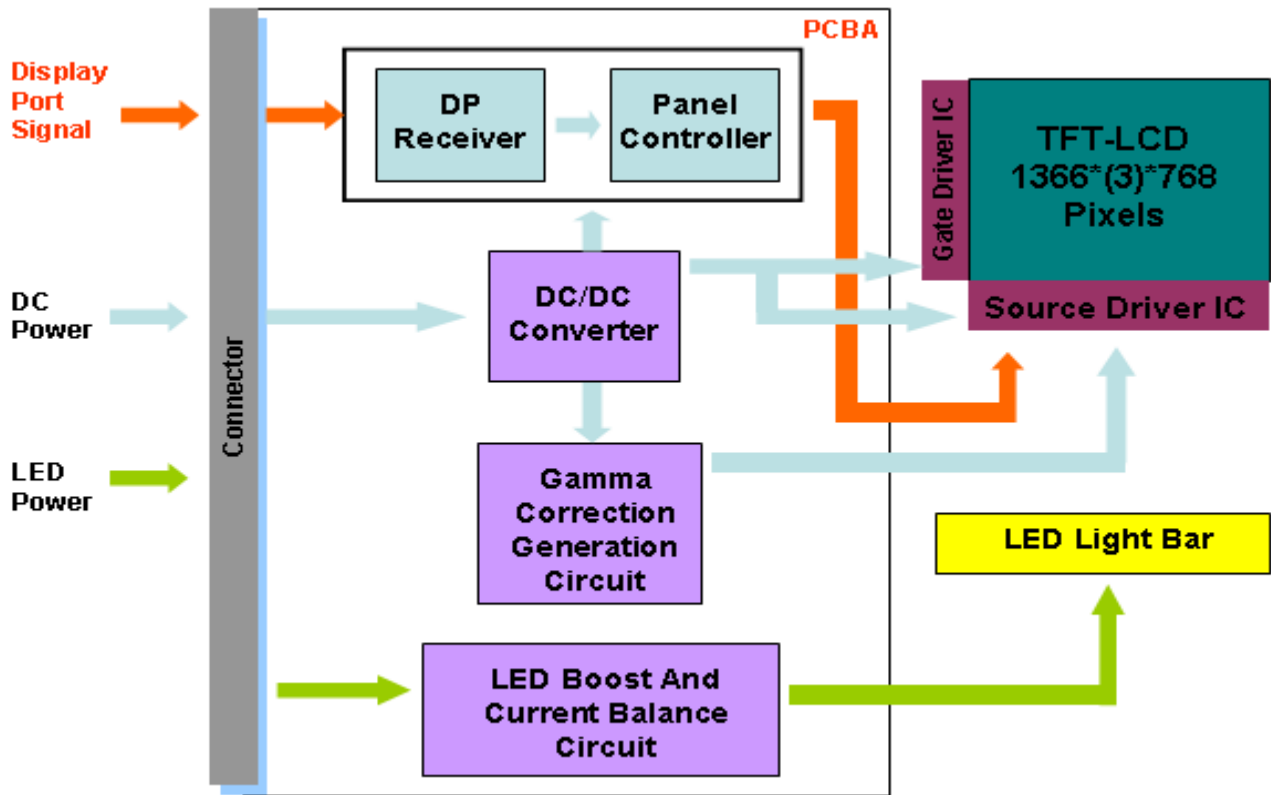 PCBA
Display
Port
Signal
DP
Receiver
Panel
Controller
Gate Driver IC
TFT-LCD
1366*(3)*768
Pixels
Source Driver IC
DC
Power
DC/DC
Converter
Connector
LED
Power
Gamma
Correction
Generation
Circuit
LED Light Bar
LED Boost And
Current Balance
Circuit